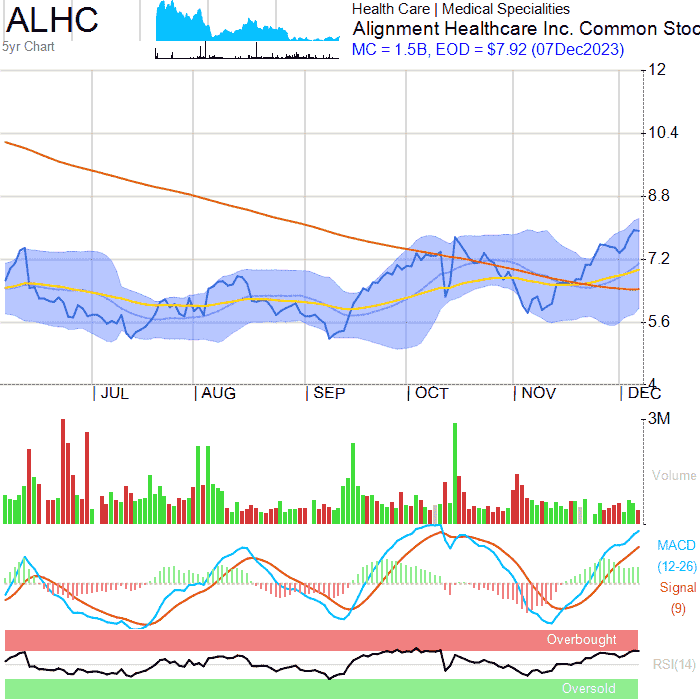 ALHC
5yr Chart
Health Care | Medical Specialities
Alignment Healthcare Inc. Common Stoc
MC = 1.5B, EOD = $7.92 (07Dec2023)
12
10.4
8.8
7.2
5.6
4
JUL
AUG
SEP
OCT
NOV
DEC
3M
Volume
MACD
(12-26)
Signal
(9)
Overbought
RSI(14)
Oversold